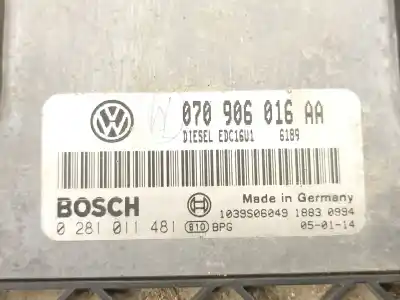 070 906 016 AA
DIESEL EDC16U1 6189
BOSCH
Made in Germany
1039S06049 1883 0994
0 281 011 481 B10 BPG 05-01-14